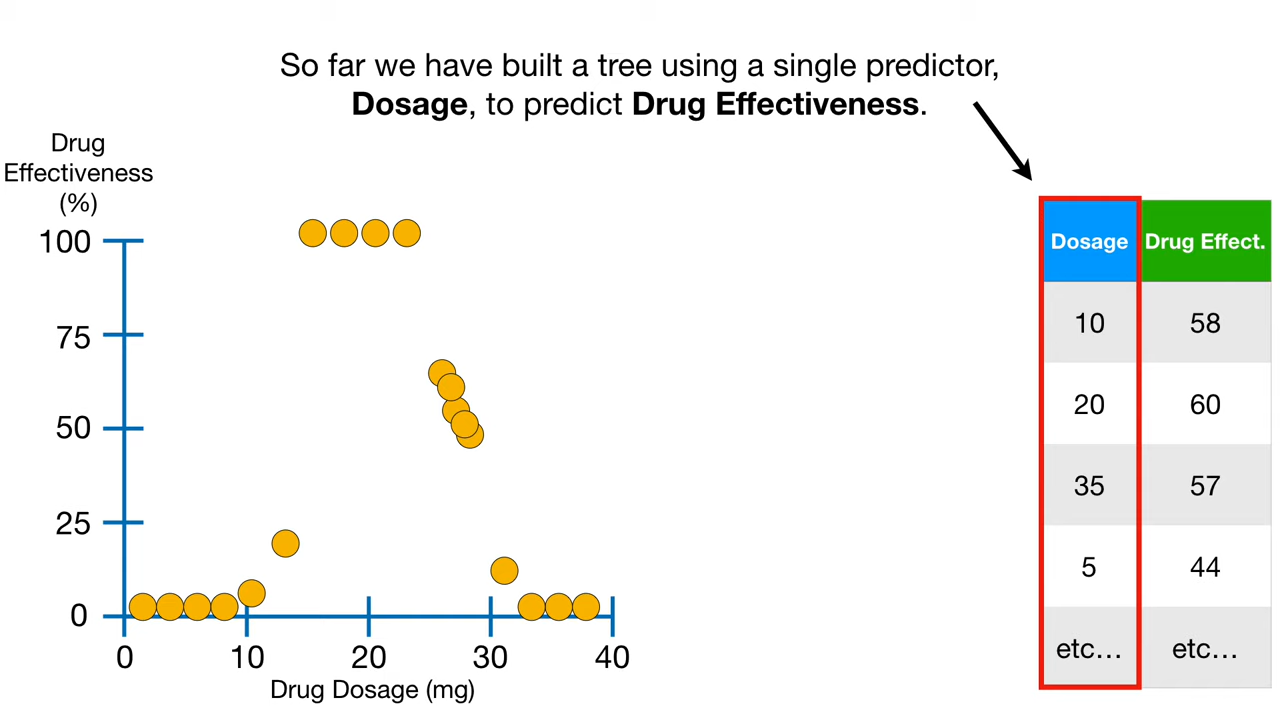 So far we have built a tree using a single predictor,
Dosage, to predict Drug Effectiveness.
Drug
Effectiveness
(%)
100
75
50
25
0
0 10 20 30 40
Drug Dosage (mg)
Dosage Drug Effect.
10 58
20 60
35 57
5 44
etc… etc…